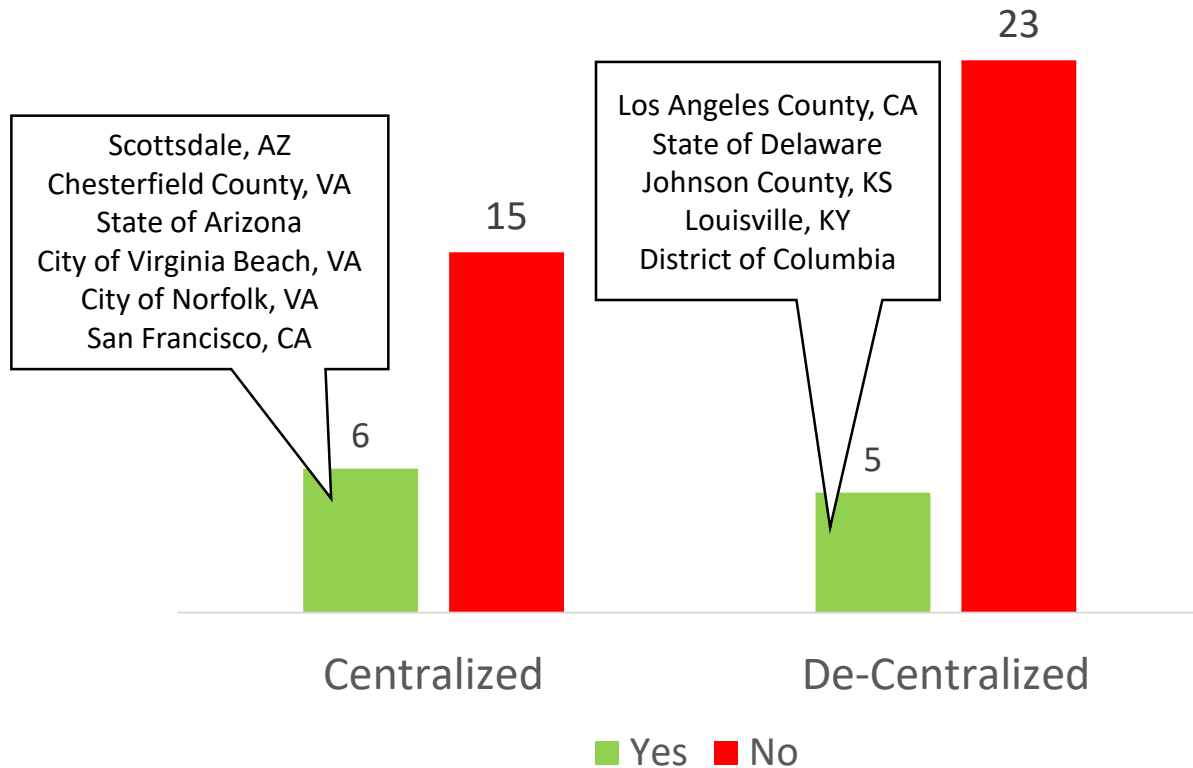 23
Los Angeles County, CA
State of Delaware
Johnson County, KS
Louisville, KY
District of Columbia
Scottsdale, AZ
Chesterfield County, VA
State of Arizona
City of Virginia Beach, VA
City of Norfolk, VA
San Francisco, CA
15
6
5
Centralized
De-Centralized
Yes
No